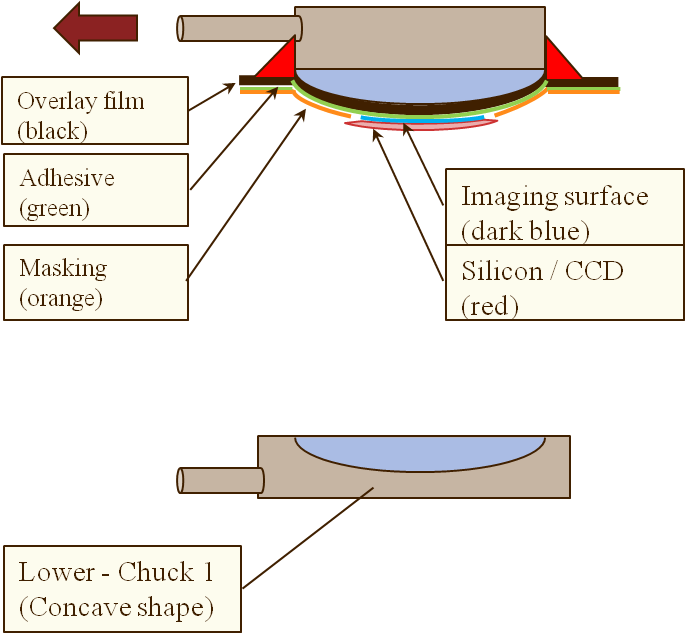 Overlay film
(black)
Adhesive
(green)
Masking
(orange)
Imaging surface
(dark blue)
Silicon / CCD
(red)
Lower - Chuck 1
(Concave shape)